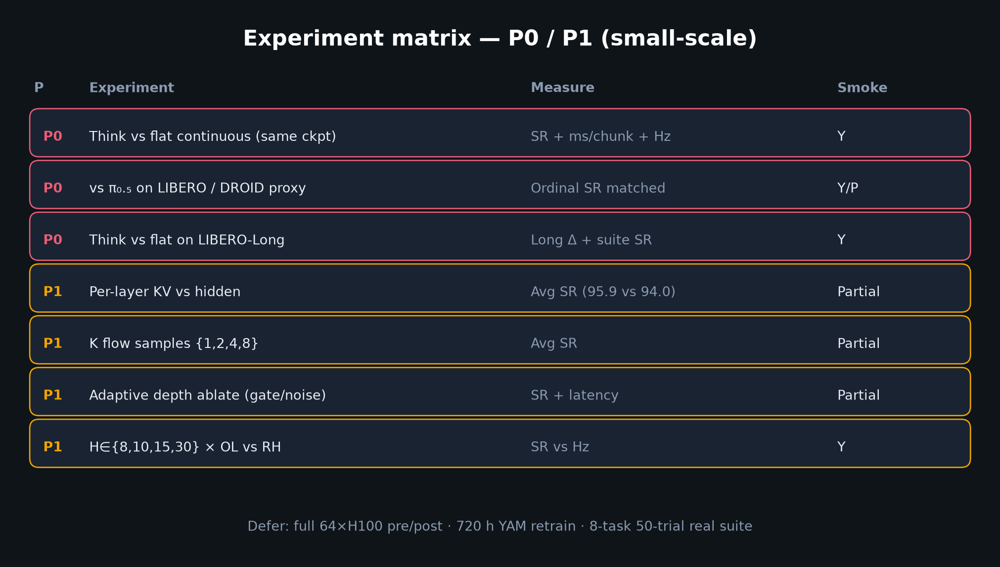 Experiment matrix — P0 / P1 (small-scale)
P Experiment Measure Smoke
P0 Think vs flat continuous (same ckpt) SR + ms/chunk + Hz Y
P0 vs π₀.₅ on LIBERO / DROID proxy Ordinal SR matched Y/P
P0 Think vs flat on LIBERO-Long Long Δ + suite SR Y
P1 Per-layer KV vs hidden Avg SR (95.9 vs 94.0) Partial
P1 K flow samples {1,2,4,8} Avg SR Partial
P1 Adaptive depth ablate (gate/noise) SR + latency Partial
P1 H∈{8,10,15,30} × OL vs RH SR vs Hz Y
Defer: full 64×H100 pre/post · 720 h YAM retrain · 8-task 50-trial real suite